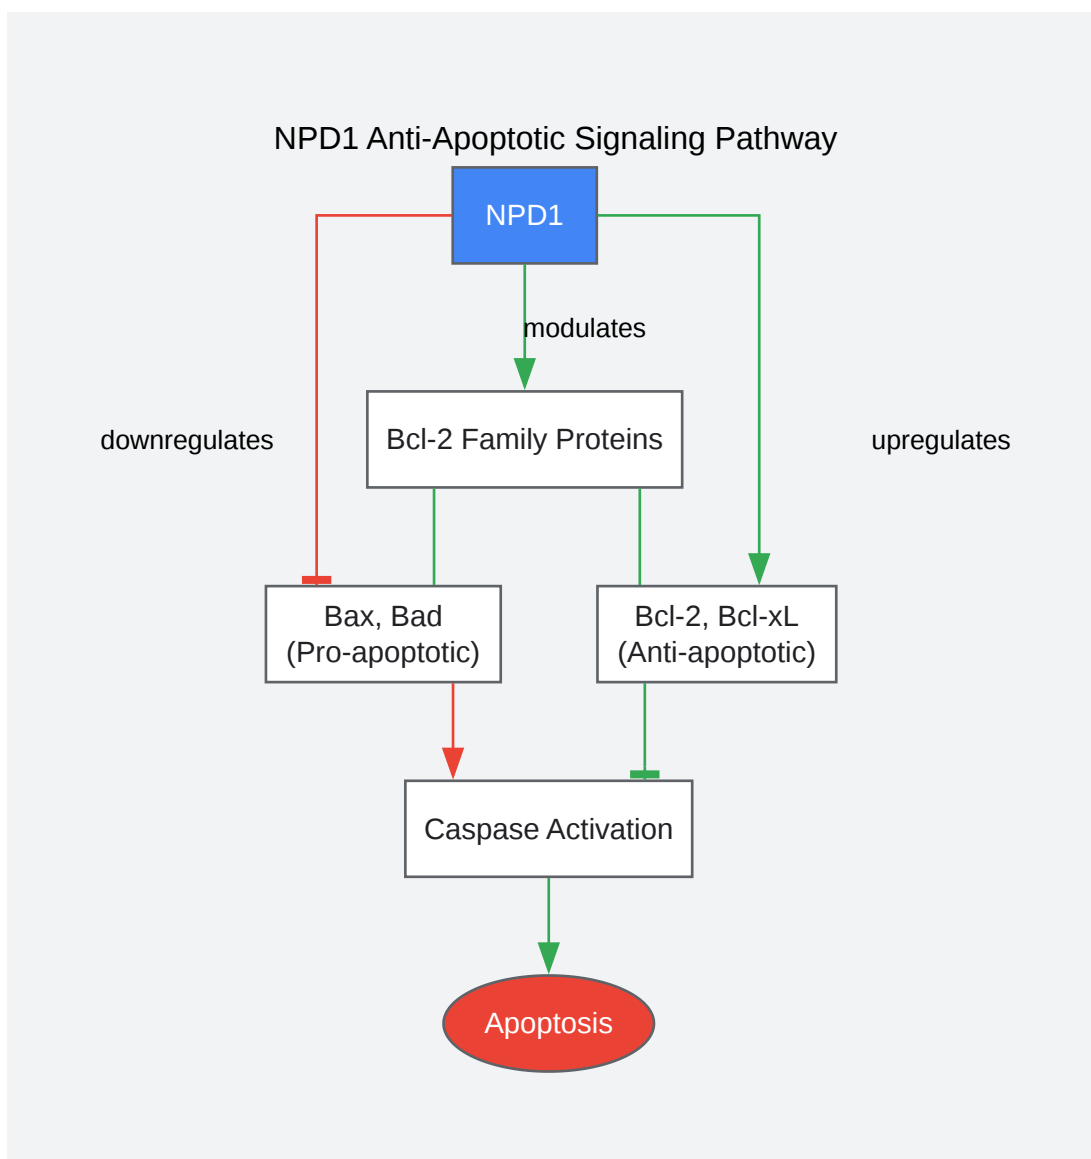 NPD1 Anti-Apoptotic Signaling Pathway
NPD1
modulates
Bcl-2 Family Proteins
downregulates
upregulates
Bax, Bad
(Pro-apoptotic)
Bcl-2, Bcl-xL
(Anti-apoptotic)
Caspase Activation
Apoptosis